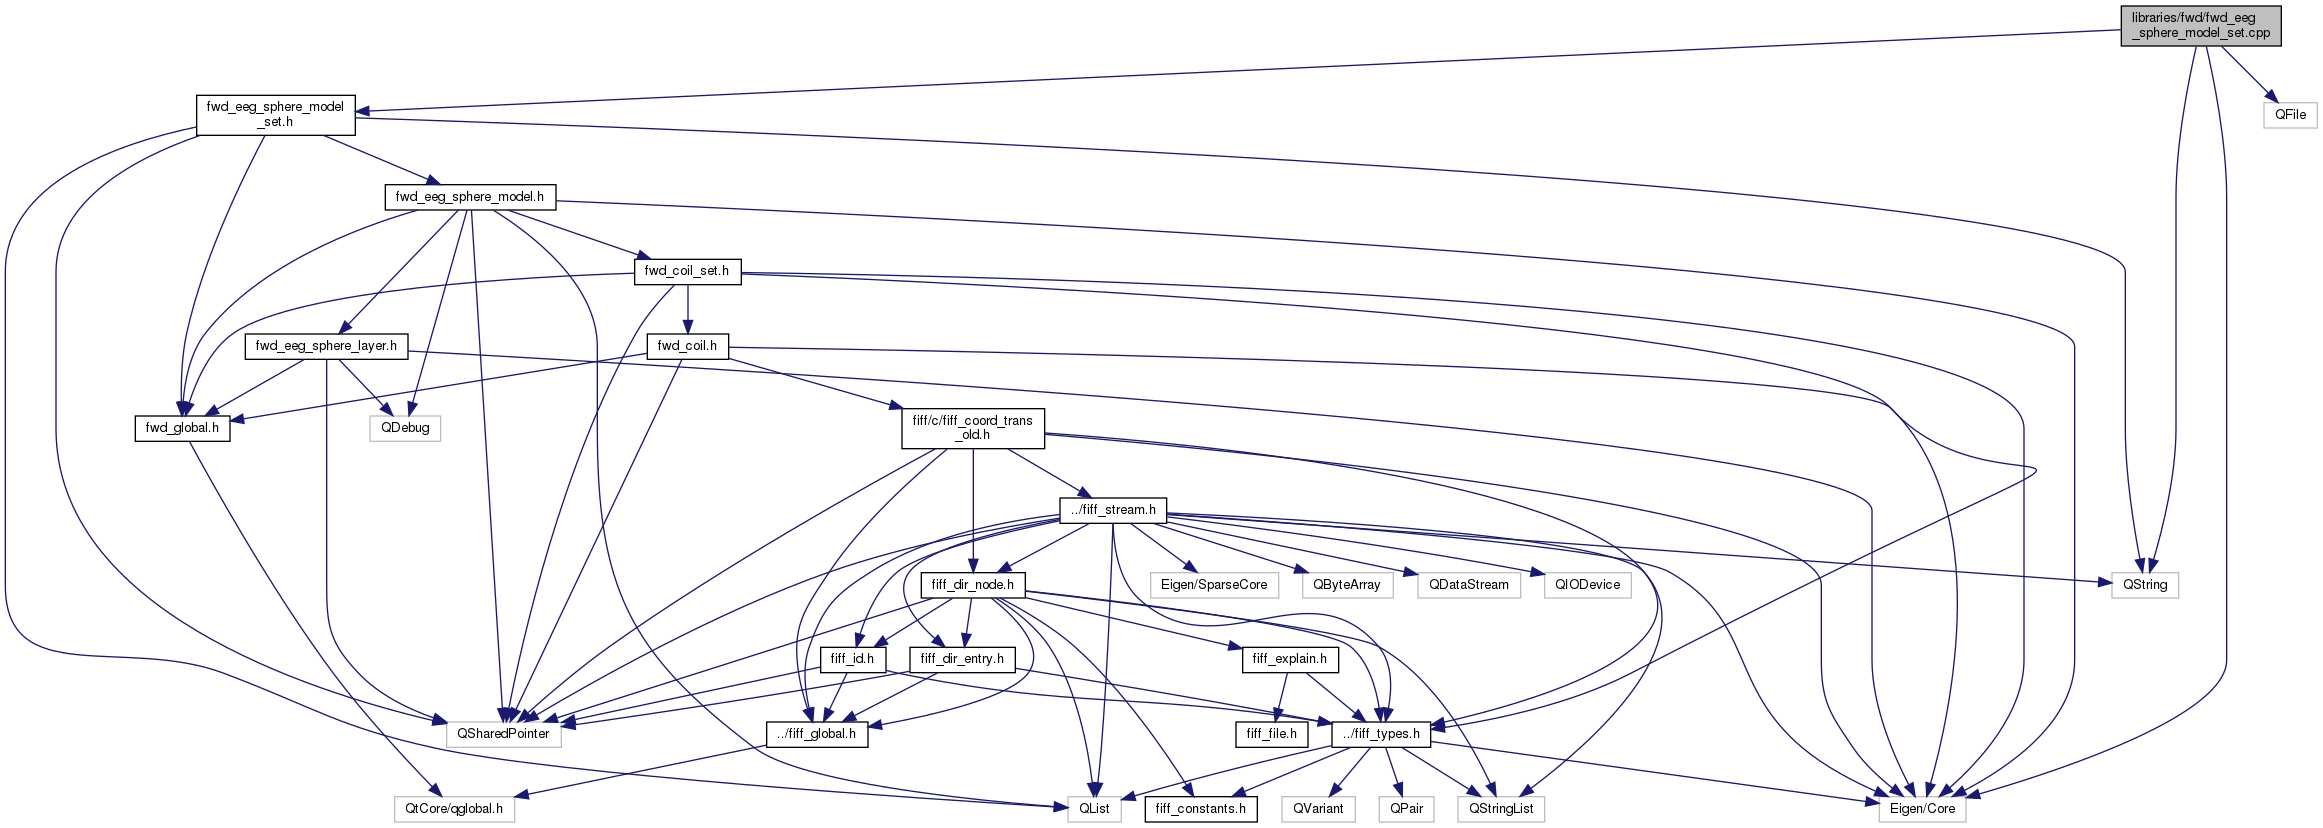 libraries/fwd/fwd_eeg
_sphere_model_set.cpp
fwd_eeg_sphere_model
_set.h
QFile
fwd_eeg_sphere_model.h
fwd_coil_set.h
fwd_eeg_sphere_layer.h
fwd_coil.h
fwd_global.h
QDebug
fiff/c/fiff_coord_trans
_old.h
../fiff_stream.h
fiff_dir_node.h
Eigen/SparseCore
QByteArray
QDataStream
QIODevice
QString
fiff_id.h
fiff_dir_entry.h
fiff_explain.h
QSharedPointer
../fiff_global.h
fiff_file.h
../fiff_types.h
QtCore/qglobal.h
QList
fiff_constants.h
QVariant
QPair
QStringList
Eigen/Core